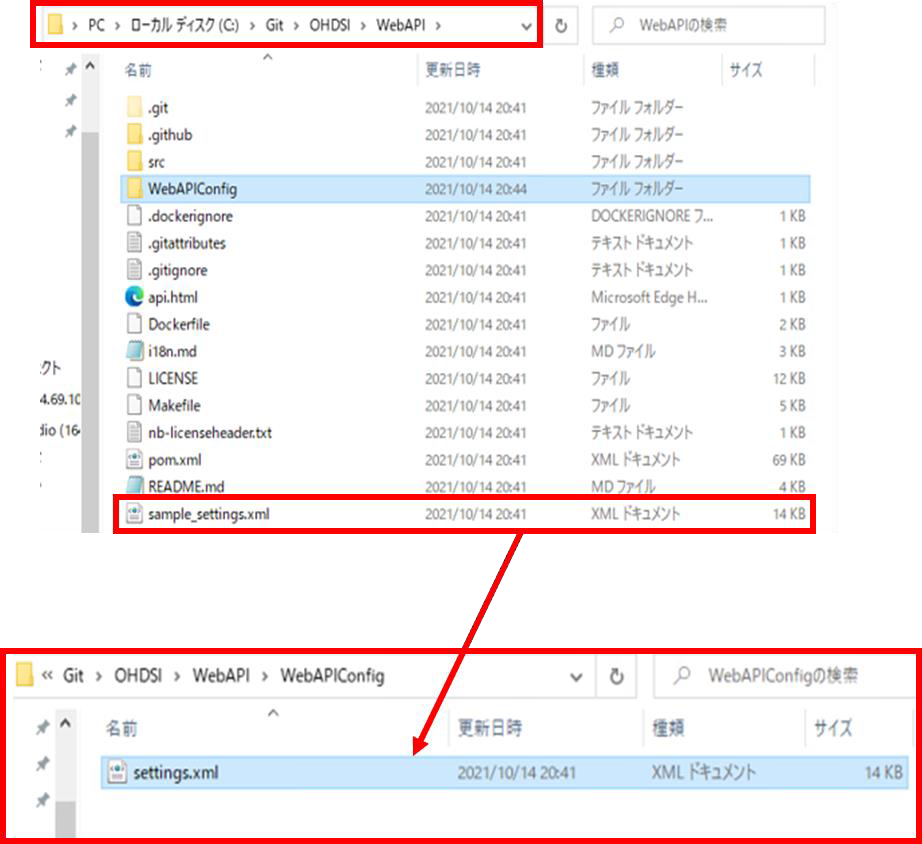 › PC › ローカル ディスク (C:) › Git › OHDSI › WebAPI ›
WebAPIの検索
名前 更新日時 種類 サイズ
.git 2021/10/14 20:41 ファイル フォルダー
.github 2021/10/14 20:41 ファイル フォルダー
src 2021/10/14 20:41 ファイル フォルダー
WebAPIConfig 2021/10/14 20:44 ファイル フォルダー
.dockerignore 2021/10/14 20:41 DOCKERIGNORE フ... 1 KB
.gitattributes 2021/10/14 20:41 テキスト ドキュメント 1 KB
.gitignore 2021/10/14 20:41 テキスト ドキュメント 1 KB
api.html 2021/10/14 20:41 Microsoft Edge H... 1 KB
Dockerfile 2021/10/14 20:41 ファイル 2 KB
i18n.md 2021/10/14 20:41 MD ファイル 3 KB
クト
LICENSE 2021/10/14 20:41 ファイル 12 KB
4.69.10
Makefile 2021/10/14 20:41 ファイル 5 KB
dio (164
nb-licenseheader.txt 2021/10/14 20:41 テキスト ドキュメント 1 KB
pom.xml 2021/10/14 20:41 XML ドキュメント 69 KB
README.md 2021/10/14 20:41 MD ファイル 4 KB
sample_settings.xml 2021/10/14 20:41 XML ドキュメント 14 KB
« Git › OHDSI › WebAPI › WebAPIConfig
WebAPIConfigの検索
名前 更新日時 種類 サイズ
settings.xml 2021/10/14 20:41 XML ドキュメント 14 KB